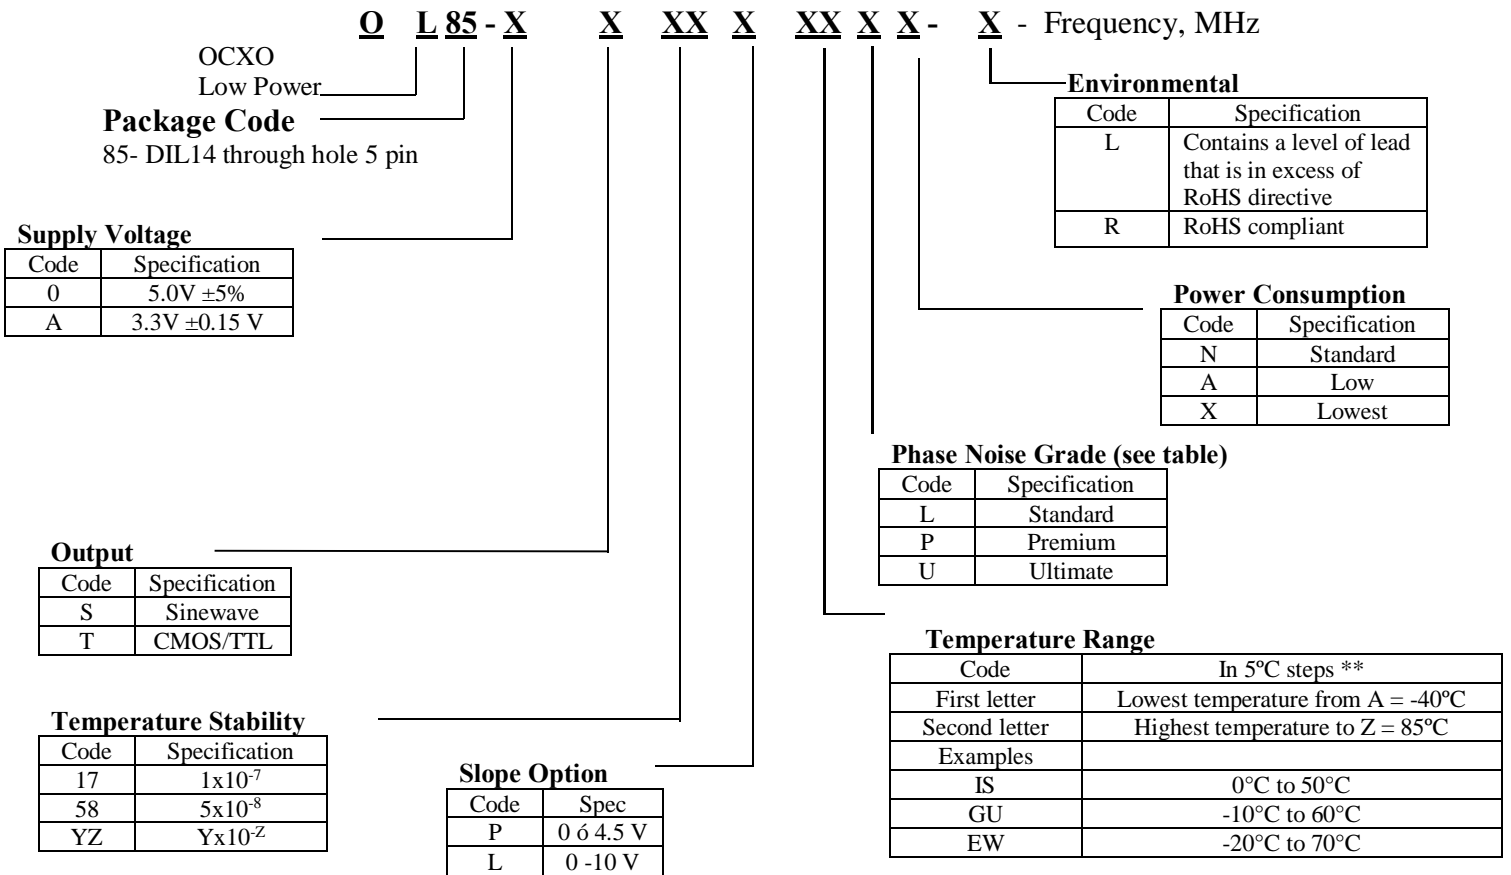 O L 85 - X X XX X XX X X - X - Frequency, MHz
OCXO
Low Power
Package Code
85- DIL14 through hole 5 pin
Environmental
Code Specification
L Contains a level of lead
that is in excess of
RoHS directive
R RoHS compliant
Supply Voltage
Code Specification
0 5.0V ±5%
A 3.3V ±0.15 V
Power Consumption
Code Specification
N Standard
A Low
X Lowest
Phase Noise Grade (see table)
Code Specification
L Standard
P Premium
U Ultimate
Output
Code Specification
S Sinewave
T CMOS/TTL
Temperature Range
Code In 5ºC steps **
First letter Lowest temperature from A = -40ºC
Second letter Highest temperature to Z = 85ºC
Examples
IS 0°C to 50°C
GU -10°C to 60°C
EW -20°C to 70°C
Temperature Stability
Code Specification
17 1x10⁻⁷
58 5x10⁻⁸
YZ Yx10⁻ᶻ
Slope Option
Code Spec
P 0 ó 4.5 V
L 0 -10 V